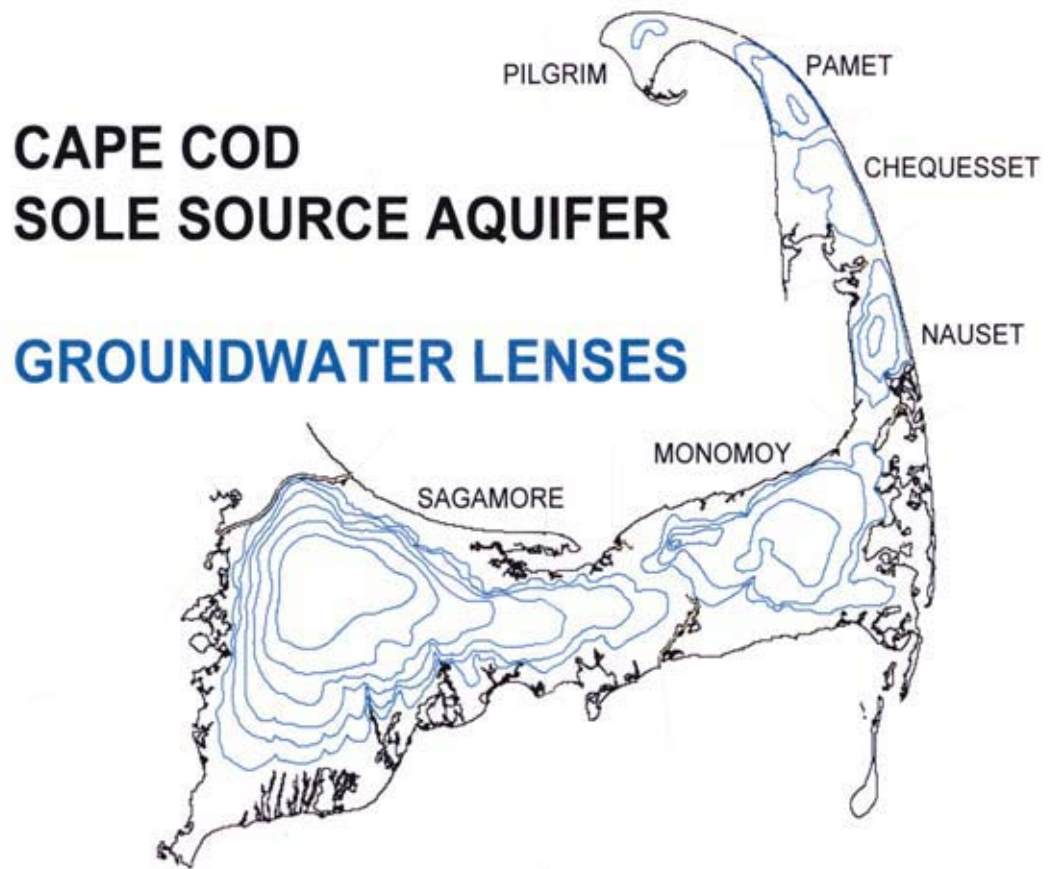 PILGRIM
PAMET
CAPE COD
SOLE SOURCE AQUIFER
CHEQUESSET
GROUNDWATER LENSES
NAUSET
MONOMOY
SAGAMORE